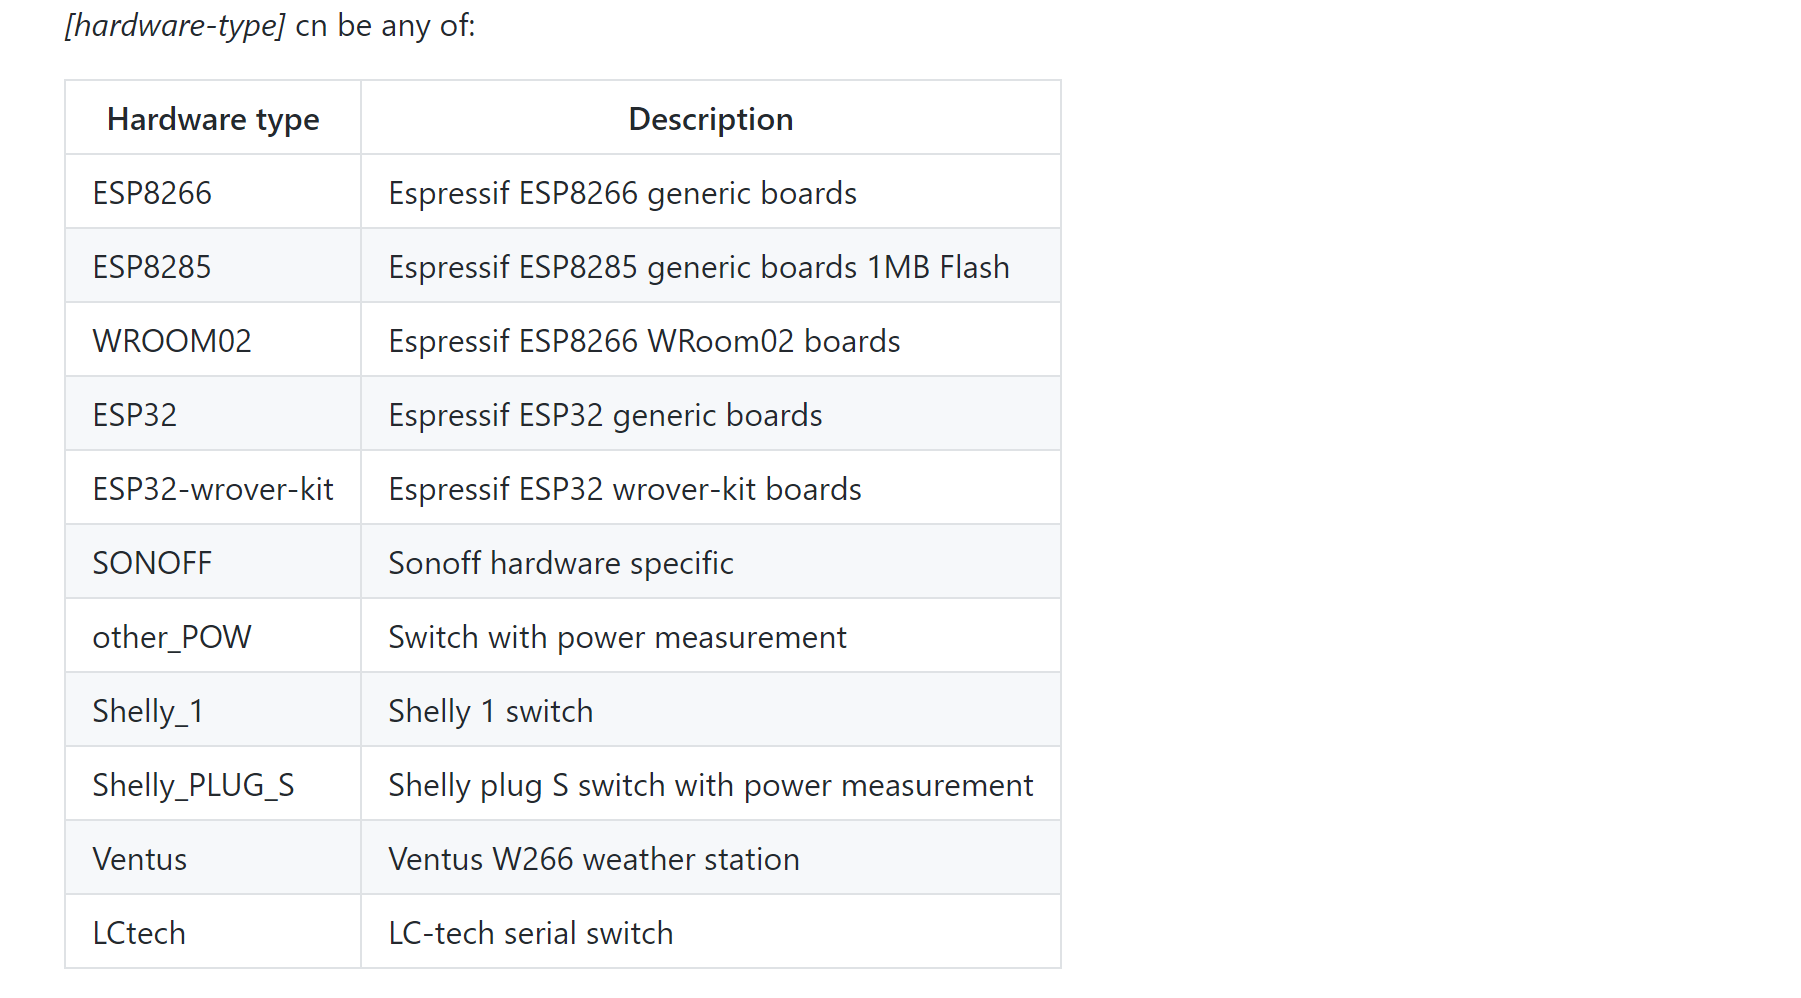 [hardware-type] cn be any of:
Hardware type Description
ESP8266 Espressif ESP8266 generic boards
ESP8285 Espressif ESP8285 generic boards 1MB Flash
WROOM02 Espressif ESP8266 WRoom02 boards
ESP32 Espressif ESP32 generic boards
ESP32-wrover-kit Espressif ESP32 wrover-kit boards
SONOFF Sonoff hardware specific
other_POW Switch with power measurement
Shelly_1 Shelly 1 switch
Shelly_PLUG_S Shelly plug S switch with power measurement
Ventus Ventus W266 weather station
LCtech LC-tech serial switch